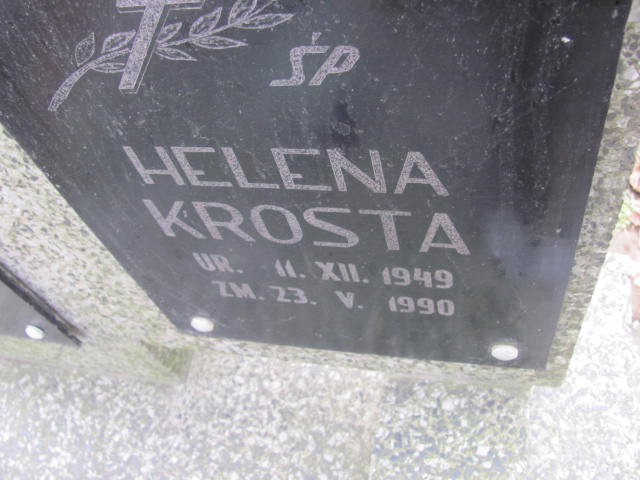 ŚP
HELENA
KROSTA
UR. 11. XII. 1949
ZM. 23. V. 1990